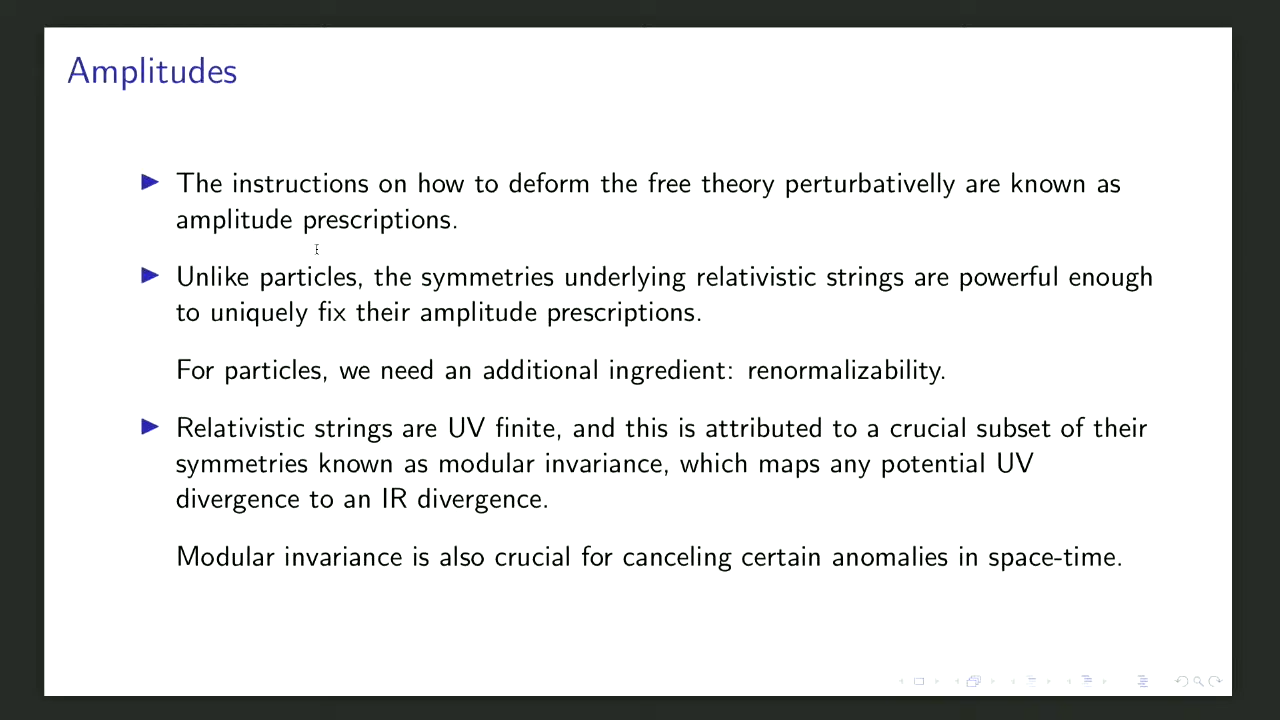 Amplitudes
The instructions on how to deform the free theory perturbativelly are known as
amplitude prescriptions.
Unlike particles, the symmetries underlying relativistic strings are powerful enough
to uniquely fix their amplitude prescriptions.
For particles, we need an additional ingredient: renormalizability.
Relativistic strings are UV finite, and this is attributed to a crucial subset of their
symmetries known as modular invariance, which maps any potential UV
divergence to an IR divergence.
Modular invariance is also crucial for canceling certain anomalies in space-time.